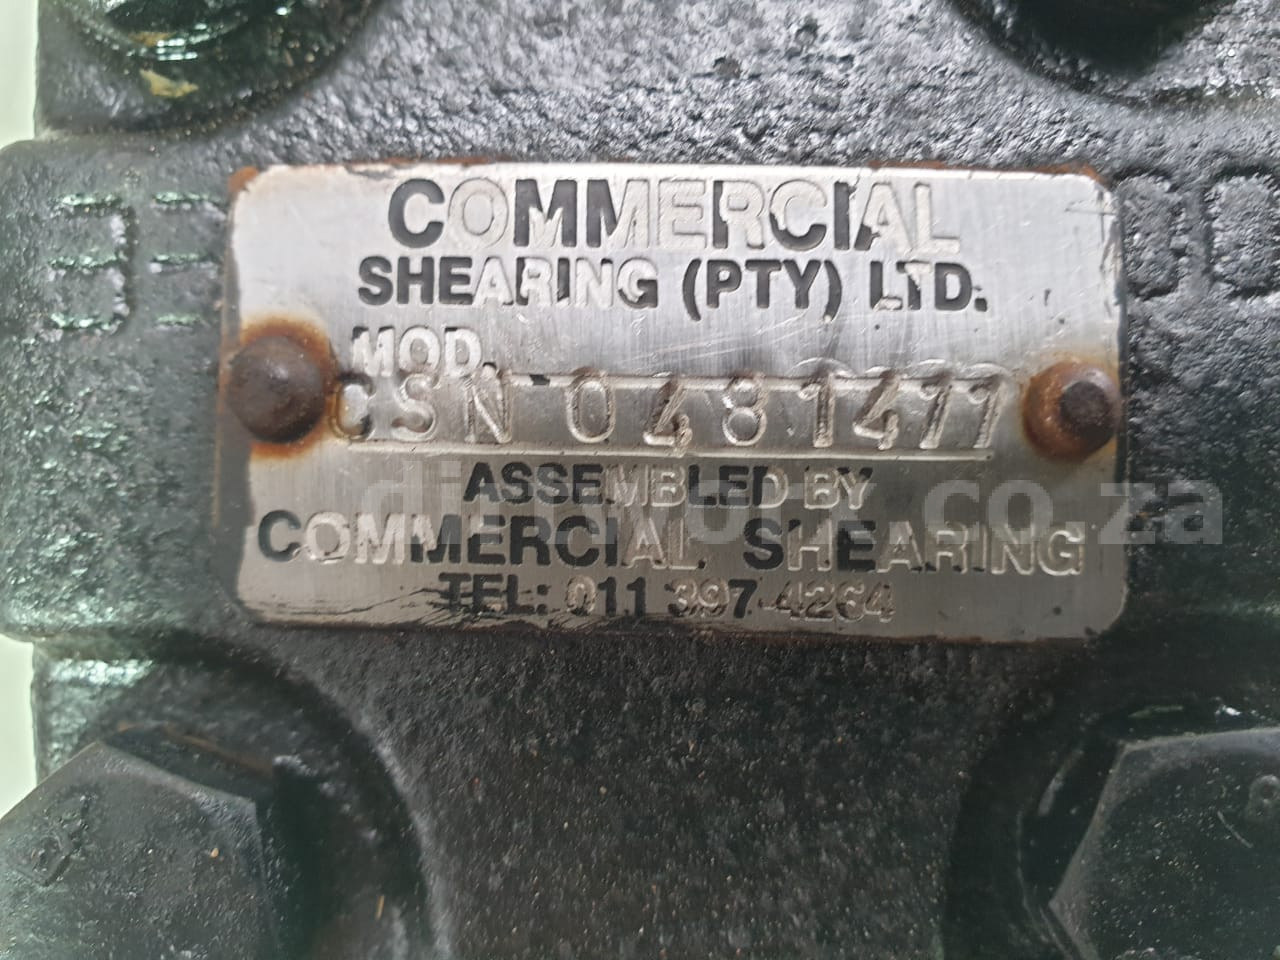 COMMERCIAL
SHEARING (PTY) LTD.
MOD.
CSN 0481477
ASSEMBLED BY
COMMERCIAL SHEARING
TEL: 011 397 4264